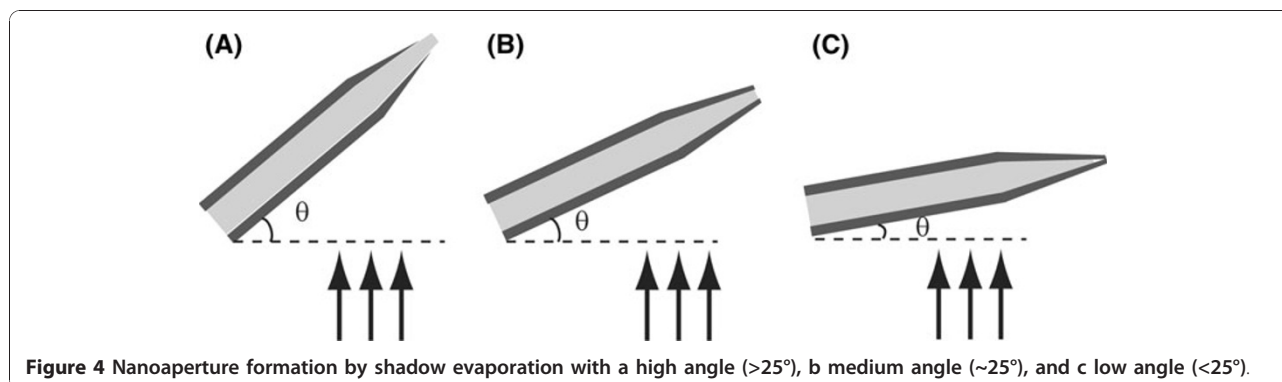 (A) (B) (C)
θ θ θ
Figure 4 Nanoaperture formation by shadow evaporation with a high angle (>25°), b medium angle (~25°), and c low angle (<25°).